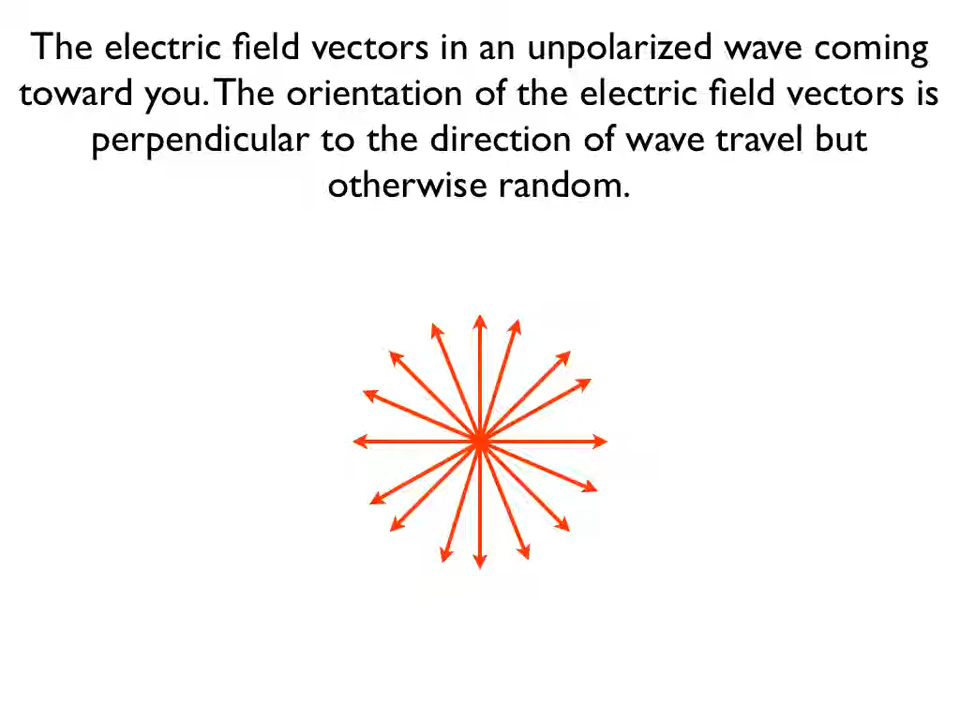 The electric field vectors in an unpolarized wave coming
toward you. The orientation of the electric field vectors is
perpendicular to the direction of wave travel but
otherwise random.